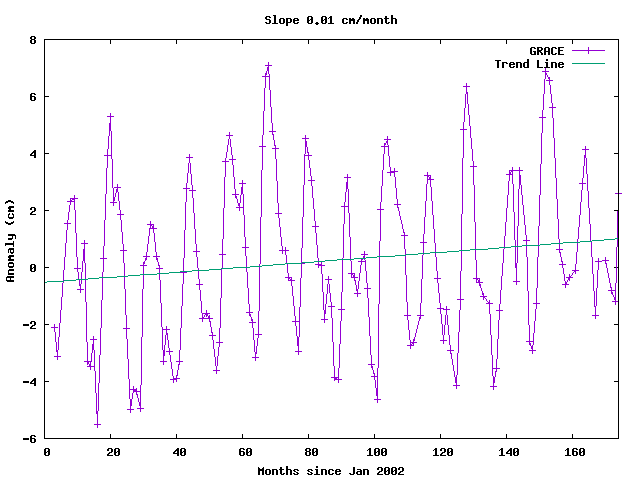 Slope 0.01 cm/month
GRACE
Trend Line
8
6
4
2
0
-2
-4
-6
Anomaly (cm)
0 20 40 60 80 100 120 140 160
Months since Jan 2002